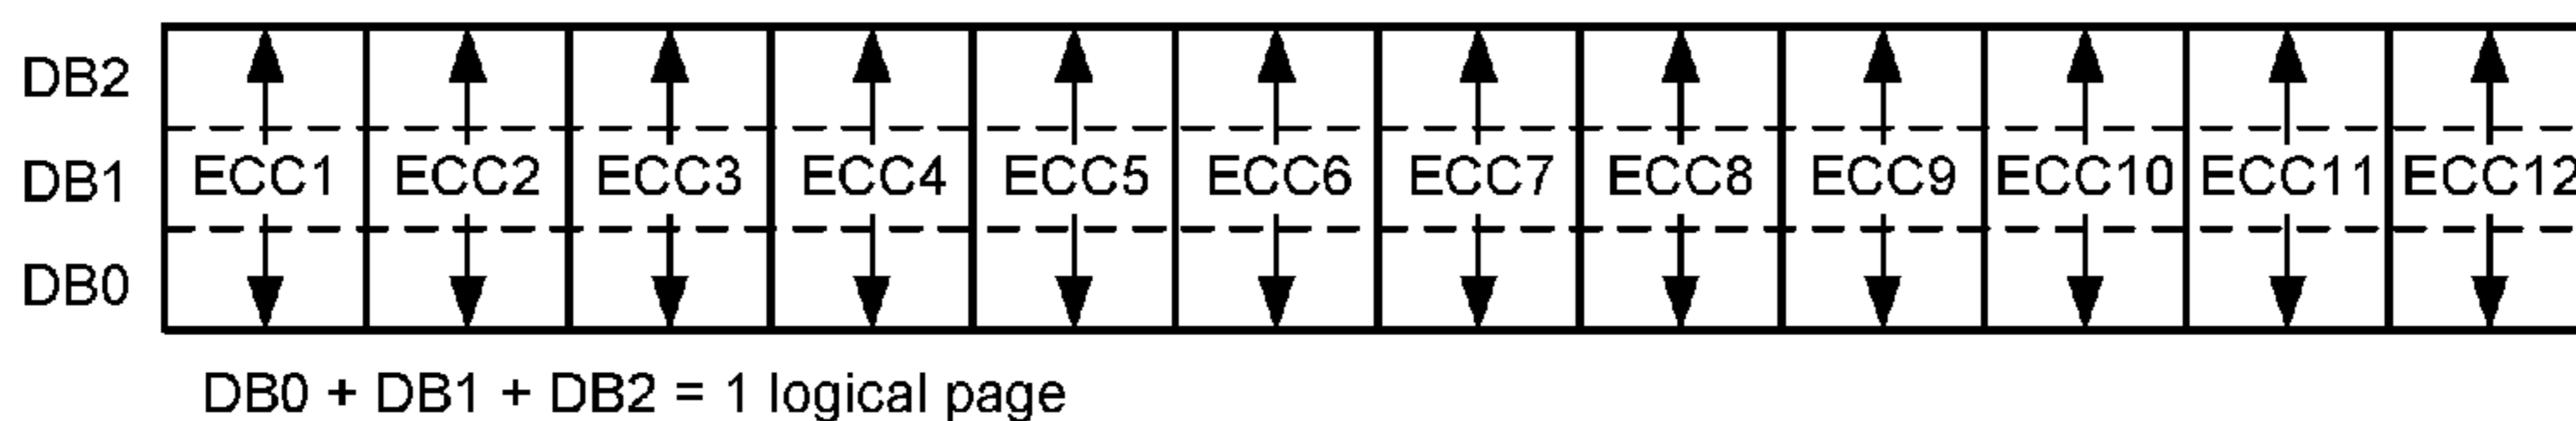 DB2
DB1 ECC1 ECC2 ECC3 ECC4 ECC5 ECC6 ECC7 ECC8 ECC9 ECC10 ECC11 ECC12
DB0
DB0 + DB1 + DB2 = 1 logical page